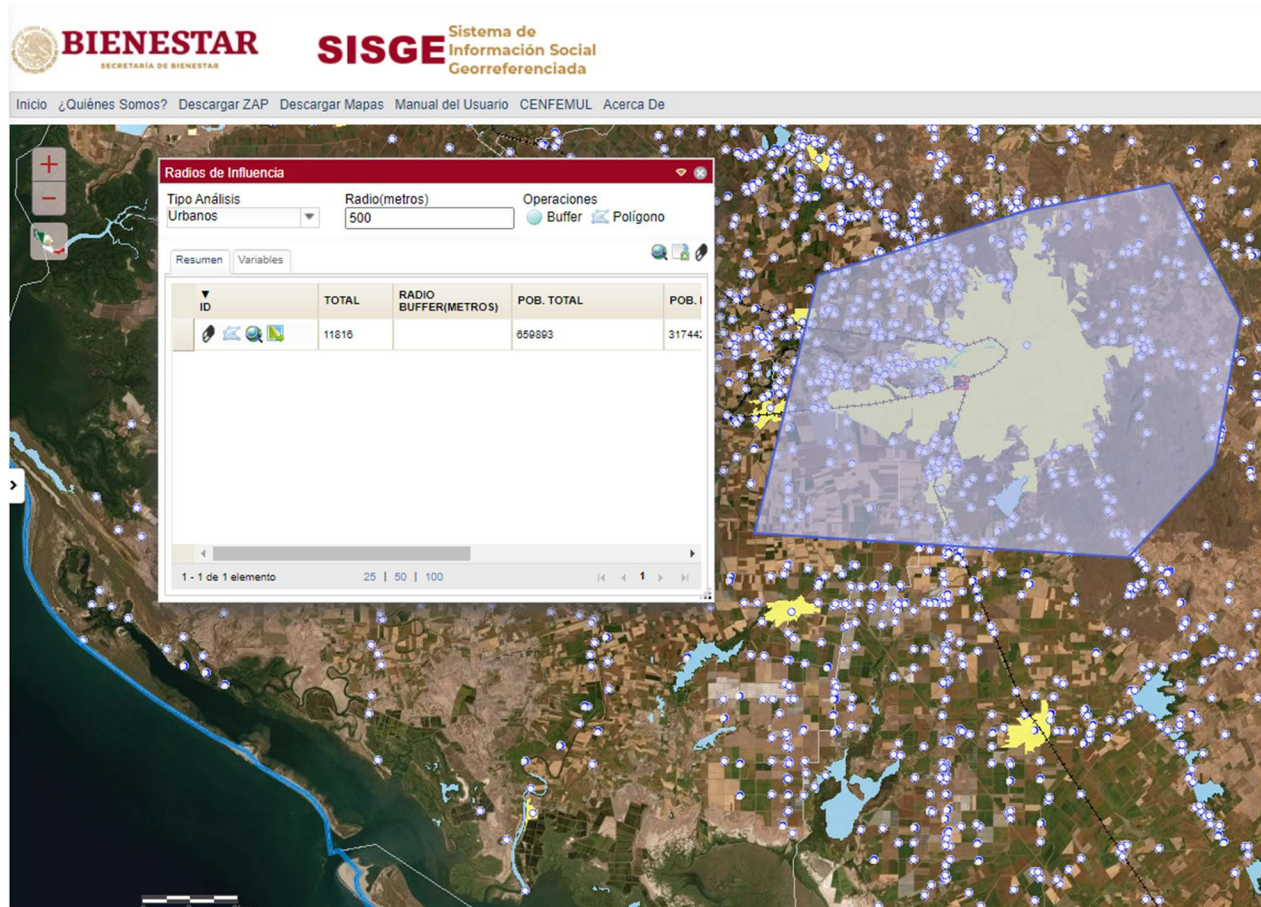 BIENESTAR
SECRETARÍA DE BIENESTAR
SISGE
Sistema de
Información Social
Georreferenciada
Inicio ¿Quiénes Somos? Descargar ZAP Descargar Mapas Manual del Usuario CENFEMUL Acerca De
Radios de Influencia
Tipo Análisis Radio(metros) Operaciones
Urbanos 500 Buffer Polígono
Resumen Variables
ID TOTAL RADIO BUFFER(METROS) POB. TOTAL POB.
11816 659893 31744
1 - 1 de 1 elemento 25 | 50 | 100 1